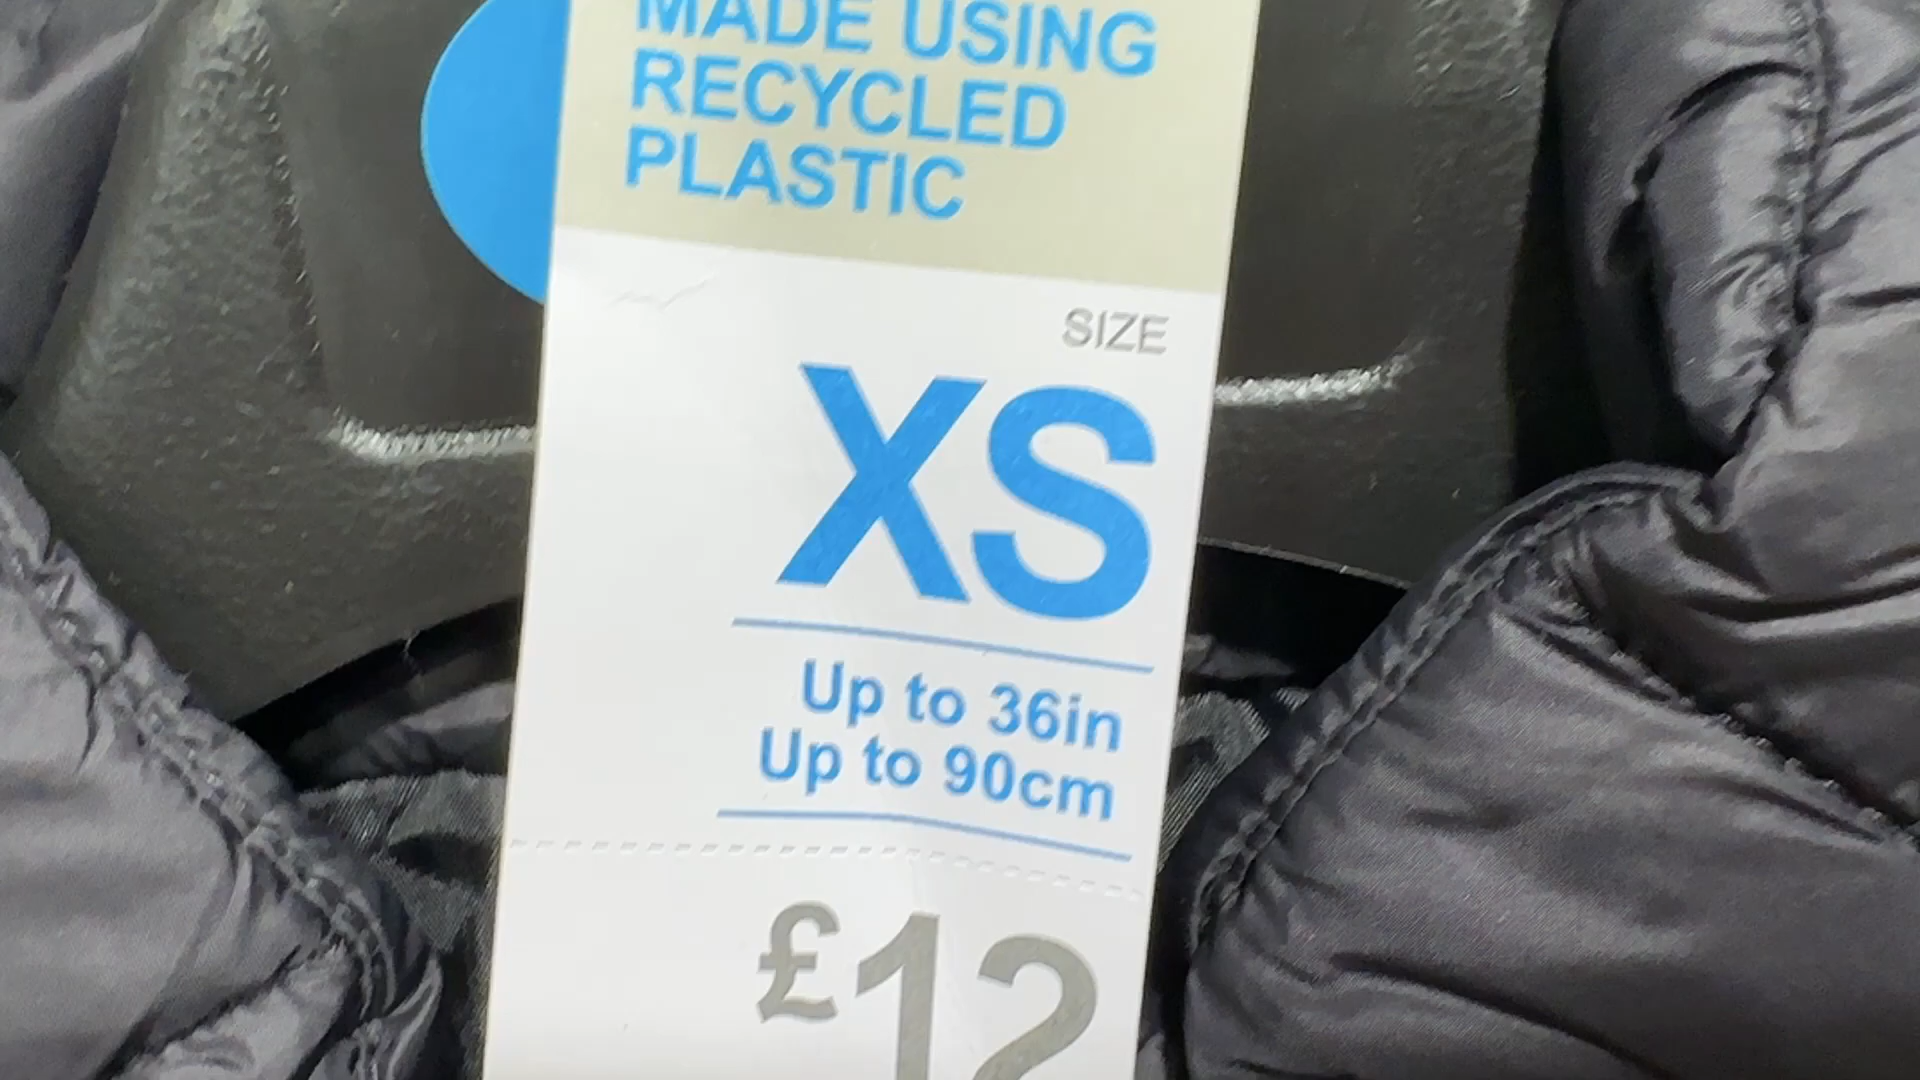 MADE USING
RECYCLED
PLASTIC
SIZE
XS
Up to 36in
Up to 90cm
£12